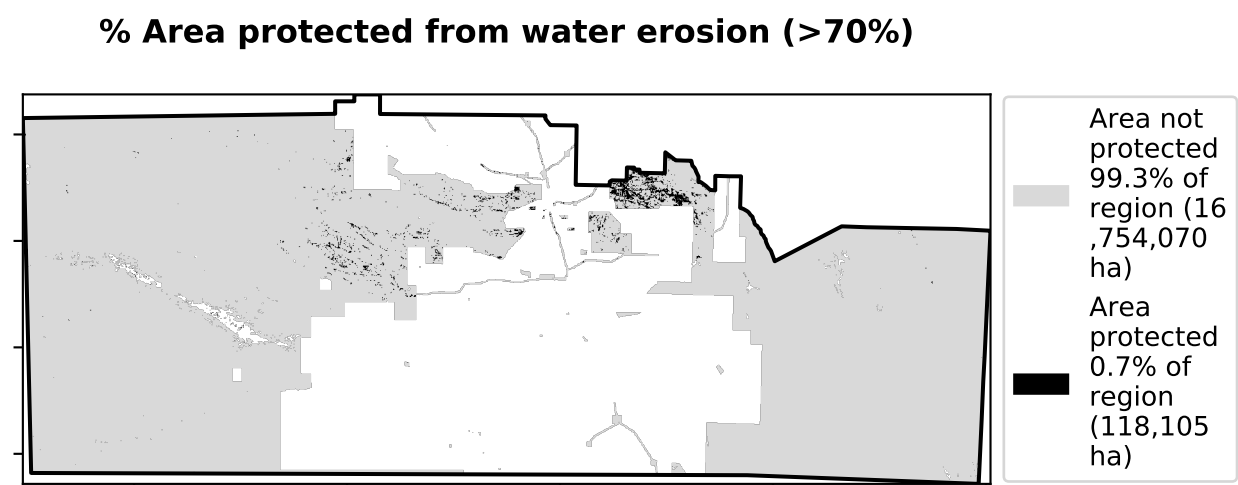 % Area protected from water erosion (>70%)
Area not
protected
99.3% of
region (16
,754,070
ha)
Area
protected
0.7% of
region
(118,105
ha)